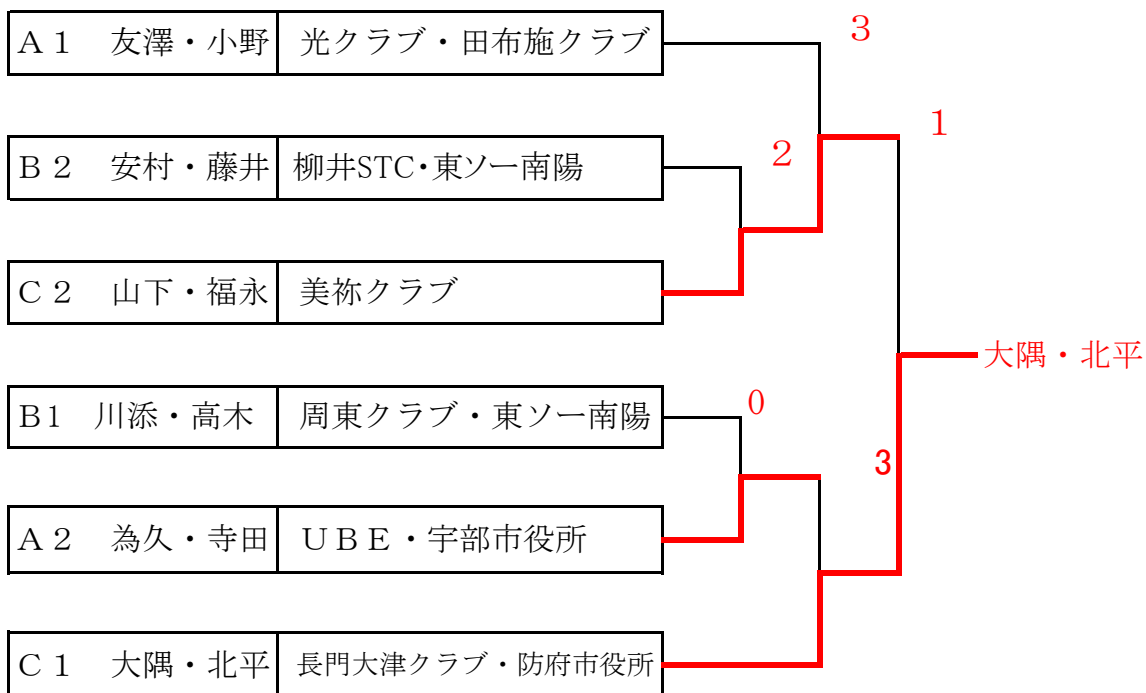 A1 友澤・小野 光クラブ・田布施クラブ
3
1
B2 安村・藤井 柳井STC・東ソー南陽
2
C2 山下・福永 美祢クラブ
大隅・北平
B1 川添・高木 周東クラブ・東ソー南陽
0
3
A2 為久・寺田 UBE・宇部市役所
C1 大隅・北平 長門大津クラブ・防府市役所